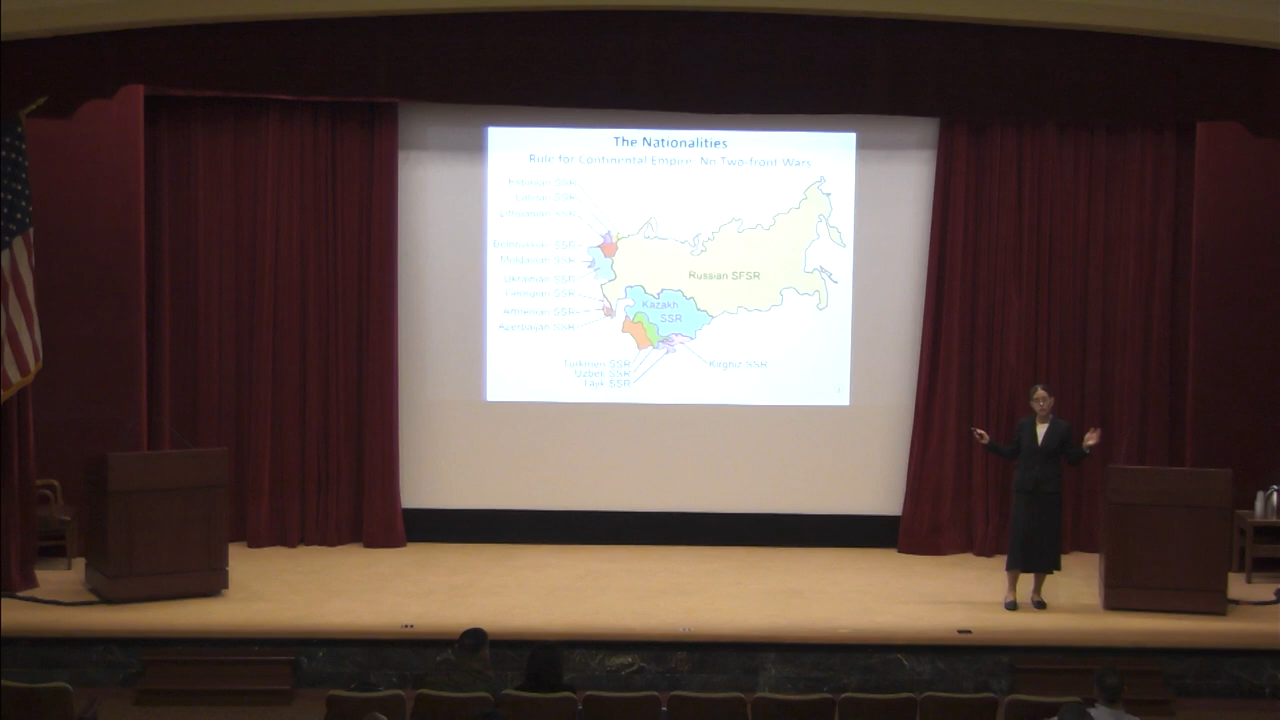 The Nationalities
Rule for Continental Empire: No Two-front Wars
Estonian SSR
Latvian SSR
Lithuanian SSR
Belorussian SSR
Moldavian SSR
Ukrainian SSR
Georgian SSR
Armenian SSR
Azerbaijan SSR
Russian SFSR
Kazakh
SSR
Turkmen SSR
Uzbek SSR
Tajik SSR
Kirghiz SSR